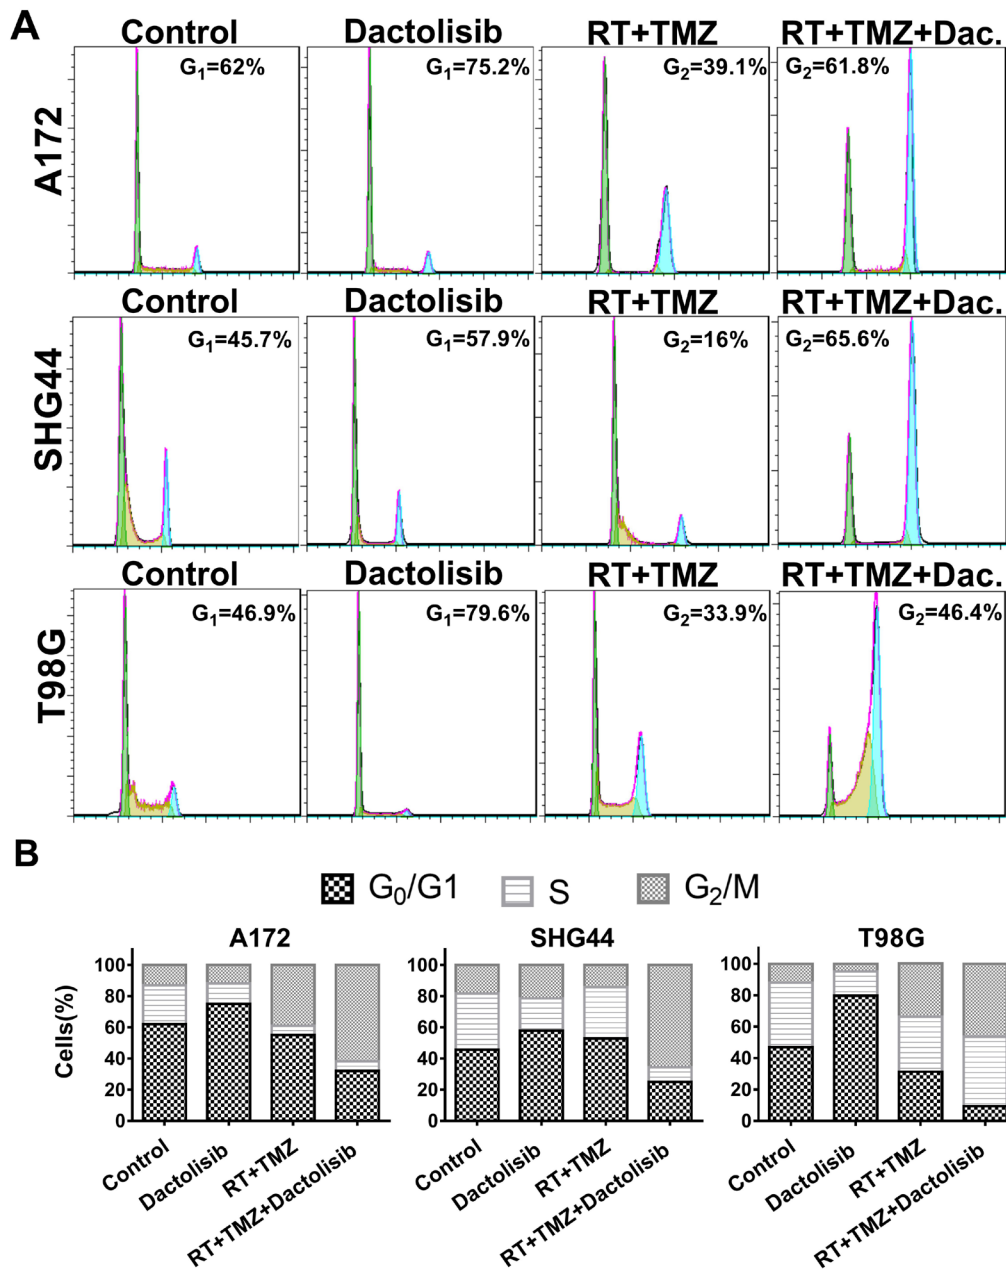 A
Control Dactolisib RT+TMZ RT+TMZ+Dac.
A172
G₁=62% G₁=75.2% G₂=39.1% G₂=61.8%
Control Dactolisib RT+TMZ RT+TMZ+Dac.
SHG44
G₁=45.7% G₁=57.9% G₂=16% G₂=65.6%
Control Dactolisib RT+TMZ RT+TMZ+Dac.
T98G
G₁=46.9% G₁=79.6% G₂=33.9% G₂=46.4%
B
G₀/G1 S G₂/M
A172
Cells(%)
100
80
60
40
20
0
Control
Dactolisib
RT+TMZ
RT+TMZ+Dactolisib
SHG44
100
80
60
40
20
0
Control
Dactolisib
RT+TMZ
RT+TMZ+Dactolisib
T98G
100
80
60
40
20
0
Control
Dactolisib
RT+TMZ
RT+TMZ+Dactolisib